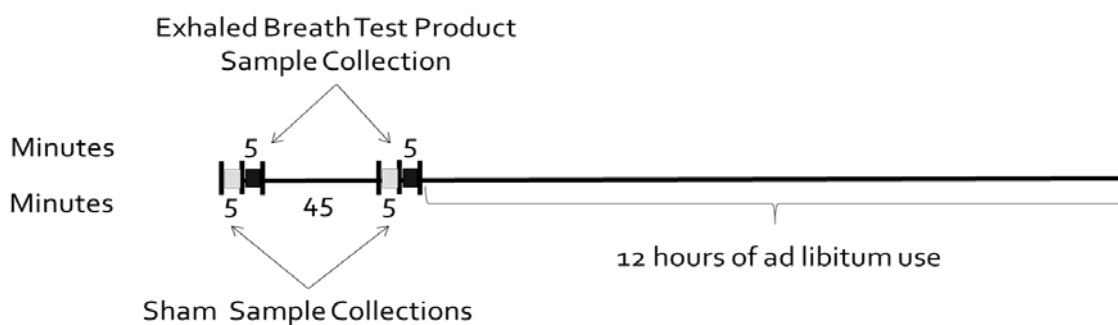 Exhaled Breath Test Product
Sample Collection
Minutes 5 5
Minutes 5 45 5
12 hours of ad libitum use
Sham Sample Collections